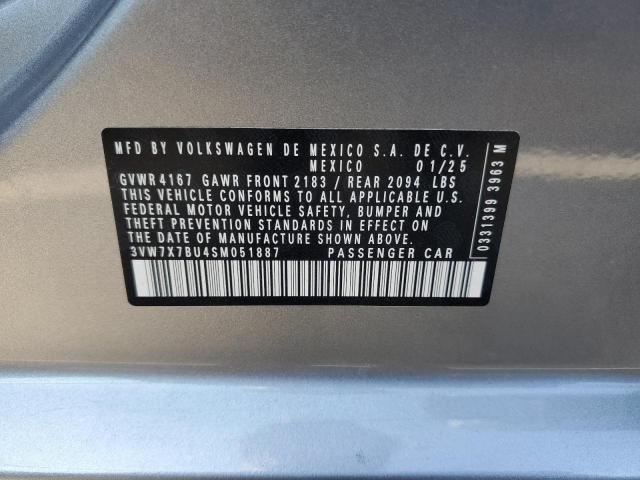 MFD BY VOLKSWAGEN DE MEXICO S.A. DE C.V.
MEXICO 01/25
GVWR 4167 GAWR FRONT 2183 / REAR 2094 LBS
THIS VEHICLE CONFORMS TO ALL APPLICABLE U.S.
FEDERAL MOTOR VEHICLE SAFETY, BUMPER AND
THEFT PREVENTION STANDARDS IN EFFECT ON
THE DATE OF MANUFACTURE
3VW7X7BU4SM051887 PASSENGER CAR
0331399 3963 M